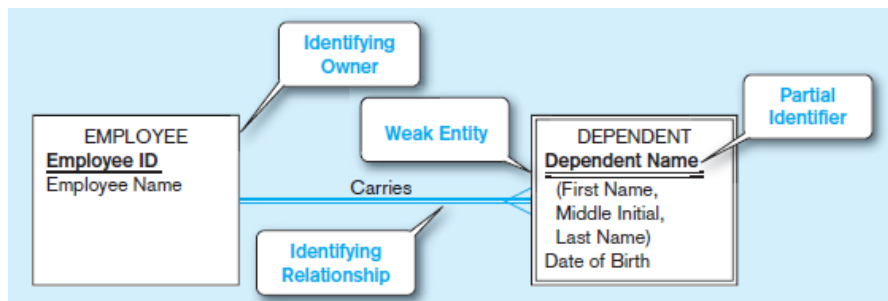 Identifying
Owner
Partial
Identifier
Weak Entity
EMPLOYEE
Employee ID
Employee Name
Carries
DEPENDENT
Dependent Name
(First Name,
Middle Initial,
Last Name)
Date of Birth
Identifying
Relationship